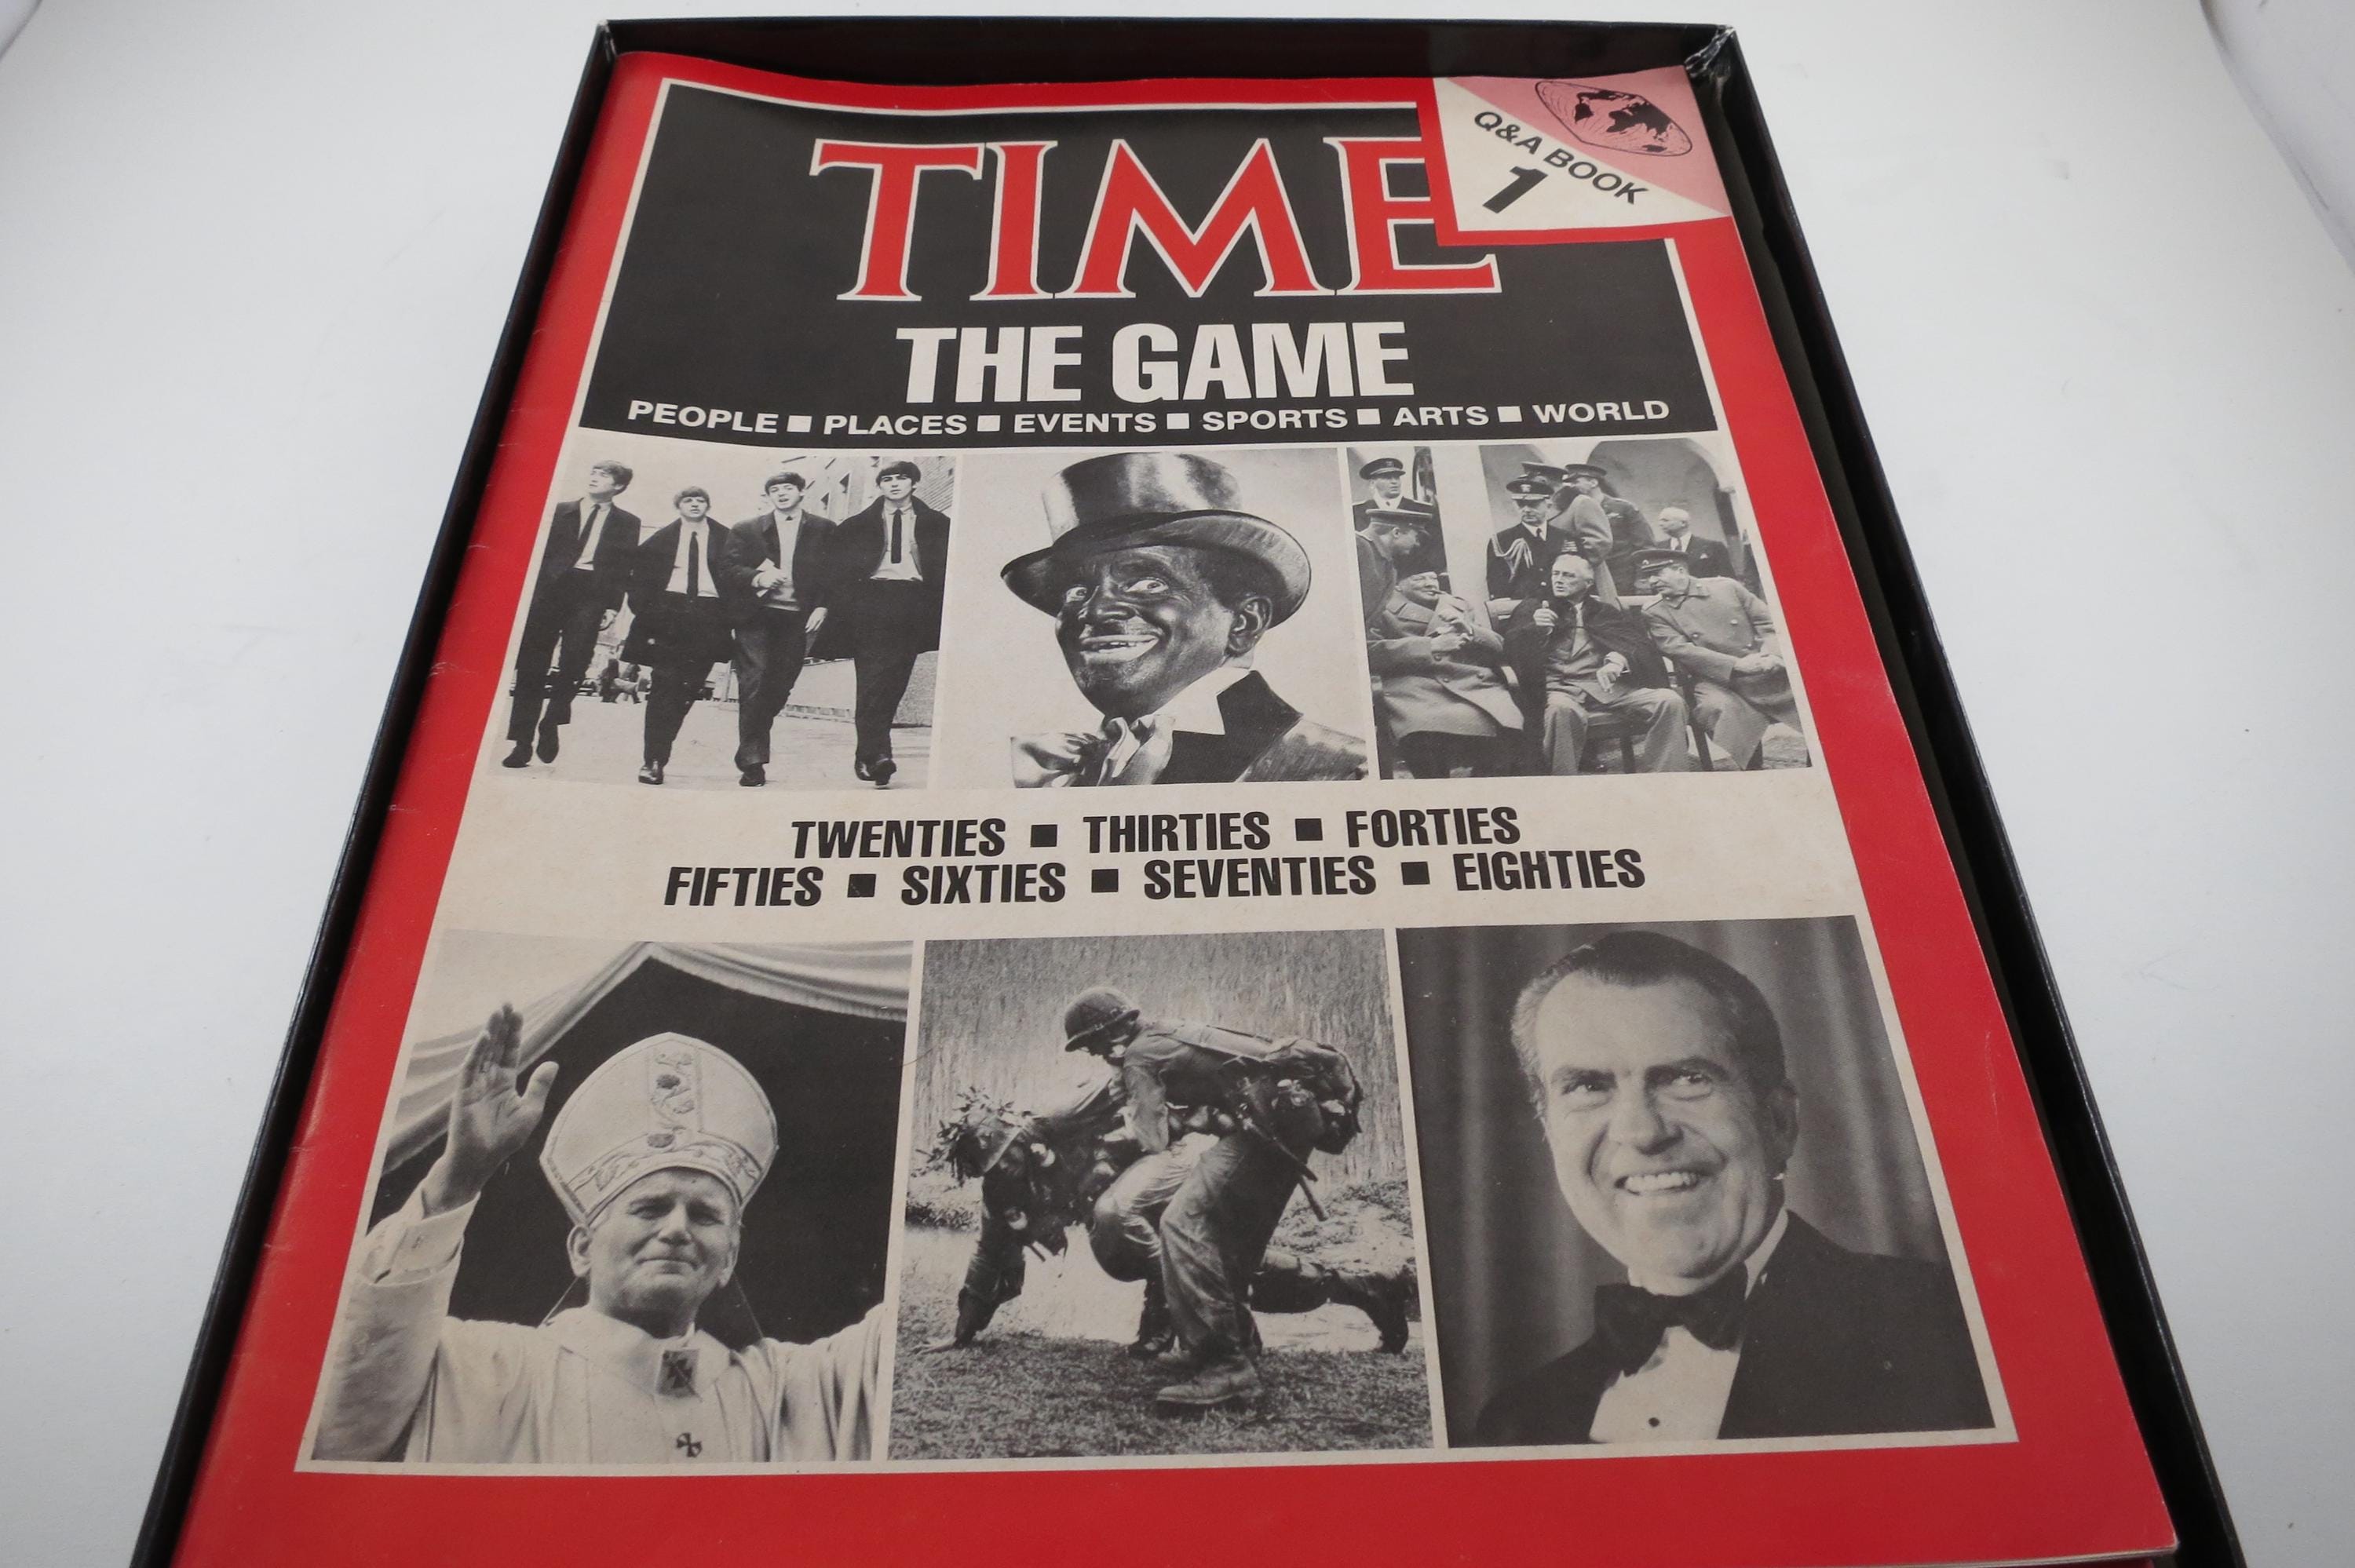 TIME
Q&A BOOK
1
THE GAME
PEOPLE ■ PLACES ■ EVENTS ■ SPORTS ■ ARTS ■ WORLD
TWENTIES ■ THIRTIES ■ FORTIES
FIFTIES ■ SIXTIES ■ SEVENTIES ■ EIGHTIES